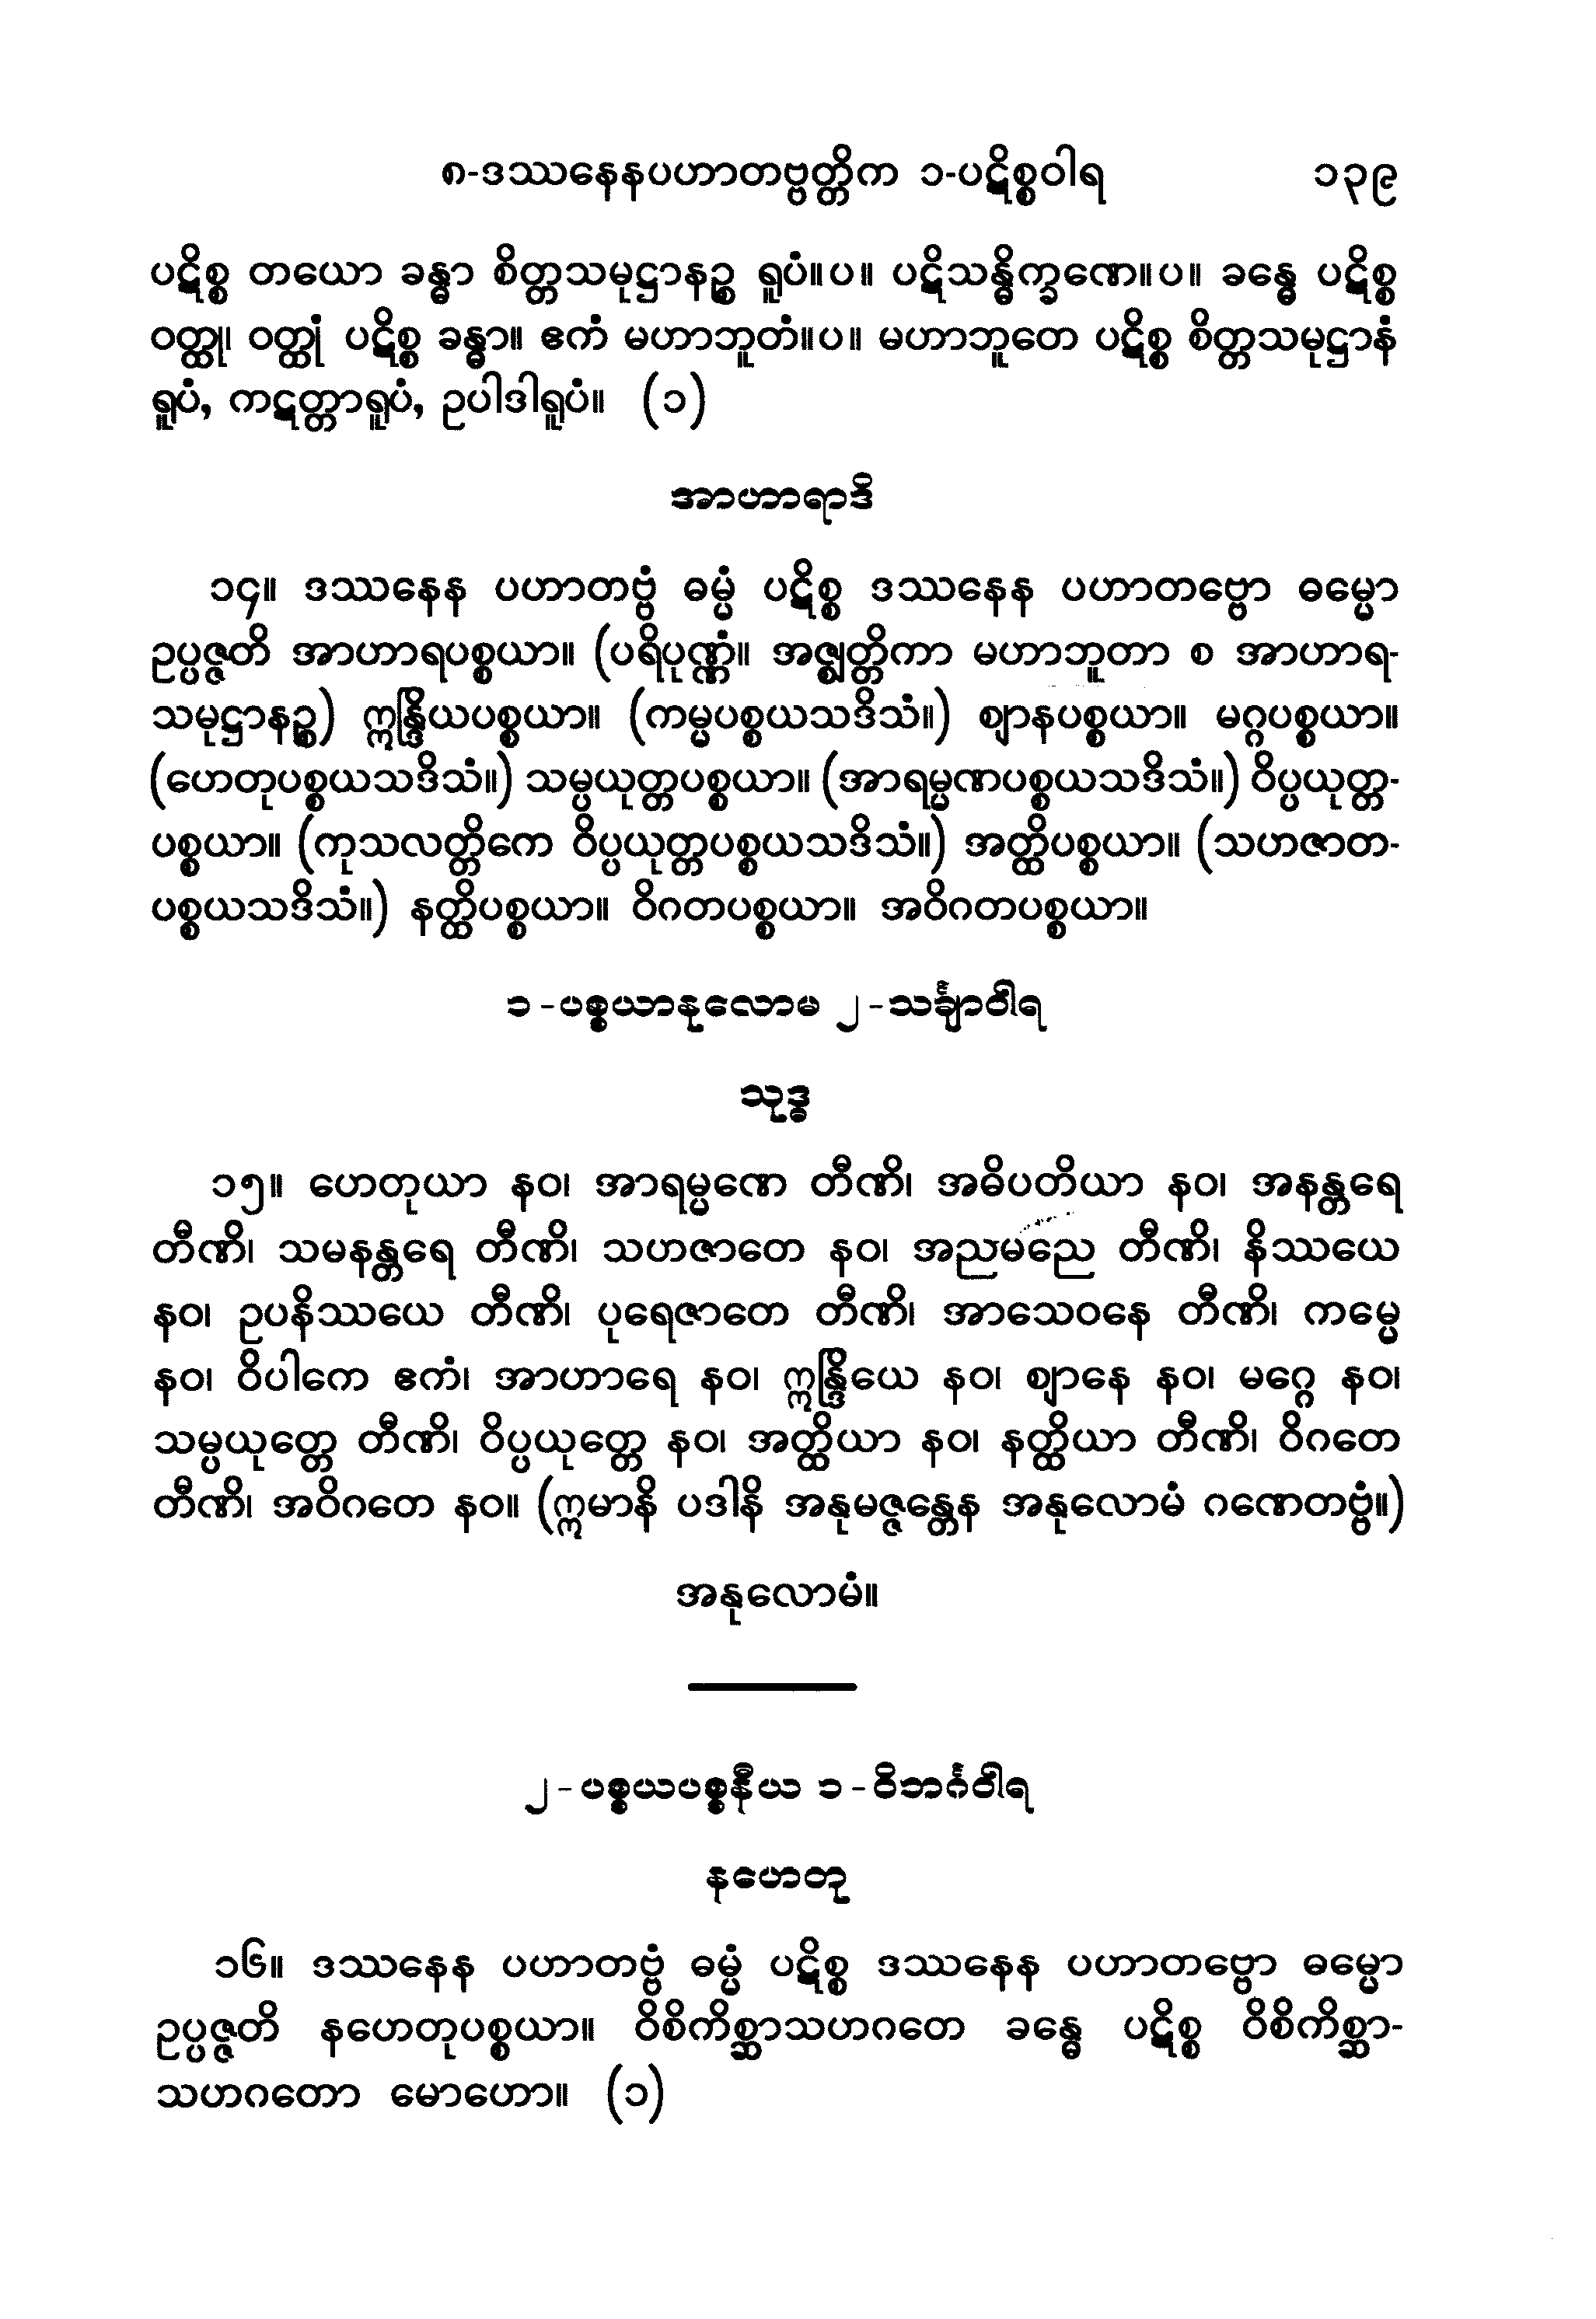 ၈-ဒဿနေနပဟာတဗ္ဗတ္တိက ၁-ပဋိစ္စဝါရ ၁၃၉
ပဋိစ္စ တယော ခန္ဓာ စိတ္တသမုဋ္ဌာနဉ္စ ရူပံ။ပ။ ပဋိသန္ဓိက္ခဏေ။ပ။ ခန္ဓေ ပဋိစ္စ
ဝတ္ထု၊ ဝတ္ထုံ ပဋိစ္စ ခန္ဓာ။ ဧကံ မဟာဘူတံ။ပ။ မဟာဘူတေ ပဋိစ္စ စိတ္တသမုဋ္ဌာနံ
ရူပံ, ကဋတ္တာရူပံ, ဥပါဒါရူပံ။ (၁)
အာဟာရာဒိ
၁၄။ ဒဿနေန ပဟာတဗ္ဗံ ဓမ္မံ ပဋိစ္စ ဒဿနေန ပဟာတဗ္ဗော ဓမ္မော
ဥပ္ပဇ္ဇတိ အာဟာရပစ္စယာ။ (ပရိပုဏ္ဏံ။ အဇ္ဈတ္တိကာ မဟာဘူတာ စ အာဟာရ-
သမုဋ္ဌာနဉ္စ) ဣန္ဒြိယပစ္စယာ။ (ကမ္မပစ္စယသဒိသံ။) ဈာနပစ္စယာ။ မဂ္ဂပစ္စယာ။
(ဟေတုပစ္စယသဒိသံ။) သမ္ပယုတ္တပစ္စယာ။ (အာရမ္မဏပစ္စယသဒိသံ။) ဝိပ္ပယုတ္တ-
ပစ္စယာ။ (ကုသလတ္တိကေ ဝိပ္ပယုတ္တပစ္စယသဒိသံ။) အတ္ထိပစ္စယာ။ (သဟဇာတ-
ပစ္စယသဒိသံ။) နတ္ထိပစ္စယာ။ ဝိဂတပစ္စယာ။ အဝိဂတပစ္စယာ။
၁-ပစ္စယာနုလောမ ၂-သင်္ချာဝါရ
သုဒ္ဓ
၁၅။ ဟေတုယာ နဝ၊ အာရမ္မဏေ တီဏိ၊ အဓိပတိယာ နဝ၊ အနန္တရေ
တီဏိ၊ သမနန္တရေ တီဏိ၊ သဟဇာတေ နဝ၊ အညမညေ တီဏိ၊ နိဿယေ
နဝ၊ ဥပနိဿယေ တီဏိ၊ ပုရေဇာတေ တီဏိ၊ အာသေဝနေ တီဏိ၊ ကမ္မေ
နဝ၊ ဝိပါကေ ဧကံ၊ အာဟာရေ နဝ၊ ဣန္ဒြိယေ နဝ၊ ဈာနေ နဝ၊ မဂ္ဂေ နဝ၊
သမ္ပယုတ္တေ တီဏိ၊ ဝိပ္ပယုတ္တေ နဝ၊ အတ္ထိယာ နဝ၊ နတ္ထိယာ တီဏိ၊ ဝိဂတေ
တီဏိ၊ အဝိဂတေ နဝ။ (ဣမာနိ ပဒါနိ အနုမဇ္ဇန္တေန အနုလောမံ ဂဏေတဗ္ဗံ။)
အနုလောမံ။
၂-ပစ္စယပစ္စနီယ ၁-ဝိဘင်္ဂဝါရ
နဟေတု
၁၆။ ဒဿနေန ပဟာတဗ္ဗံ ဓမ္မံ ပဋိစ္စ ဒဿနေန ပဟာတဗ္ဗော ဓမ္မော
ဥပ္ပဇ္ဇတိ နဟေတုပစ္စယာ။ ဝိစိကိစ္ဆာသဟဂတေ ခန္ဓေ ပဋိစ္စ ဝိစိကိစ္ဆာ-
သဟဂတော မောဟော။ (၁)